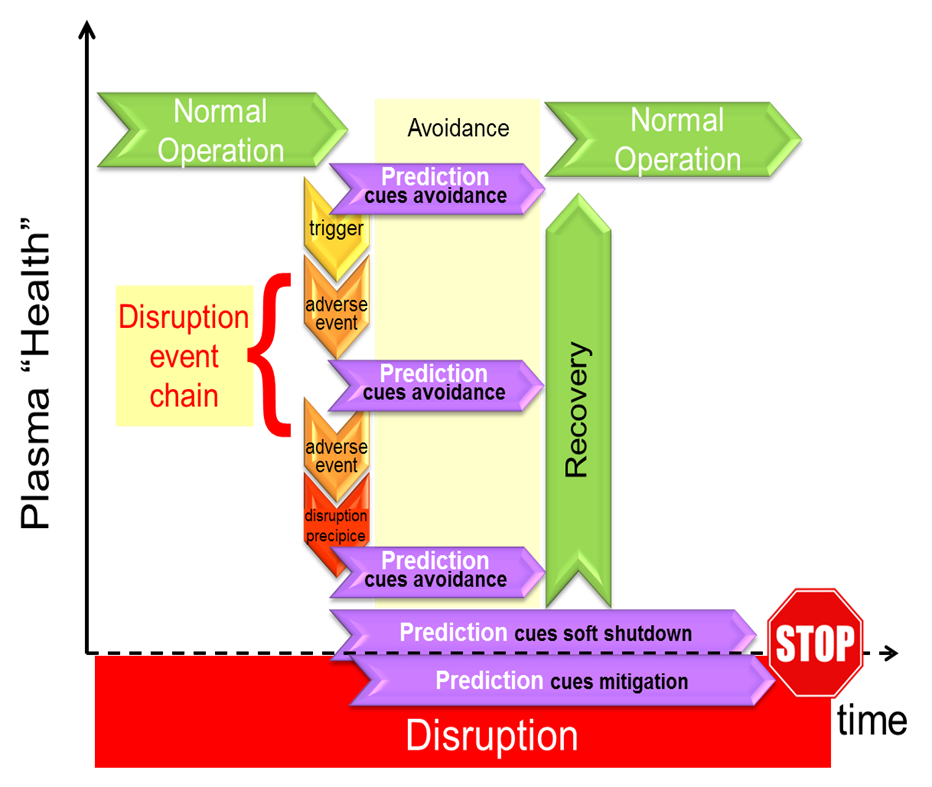 Normal
Operation
Avoidance
Normal
Operation
Prediction
cues avoidance
trigger
adverse
event
Disruption
event
chain
Prediction
cues avoidance
adverse
event
disruption
precipice
Prediction
cues avoidance
Recovery
Plasma “Health”
Prediction cues soft shutdown
STOP
Prediction cues mitigation
time
Disruption